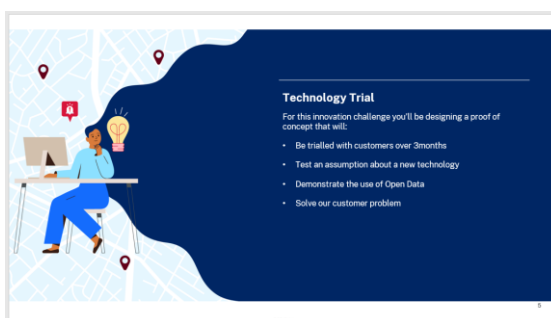 Technology Trial
For this innovation challenge you'll be designing a proof of
concept that will:
• Be trialled with customers over 3months
• Test an assumption about a new technology
• Demonstrate the use of Open Data
• Solve our customer problem
5